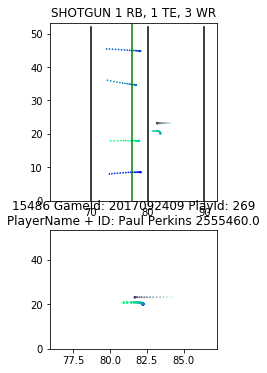 SHOTGUN 1 RB, 1 TE, 3 WR
50
40
30
20
10
0
70 80 90
15486 GameId: 2017092409 PlayId: 269
PlayerName + ID: Paul Perkins 2555460.0
40
20
0
77.5 80.0 82.5 85.0